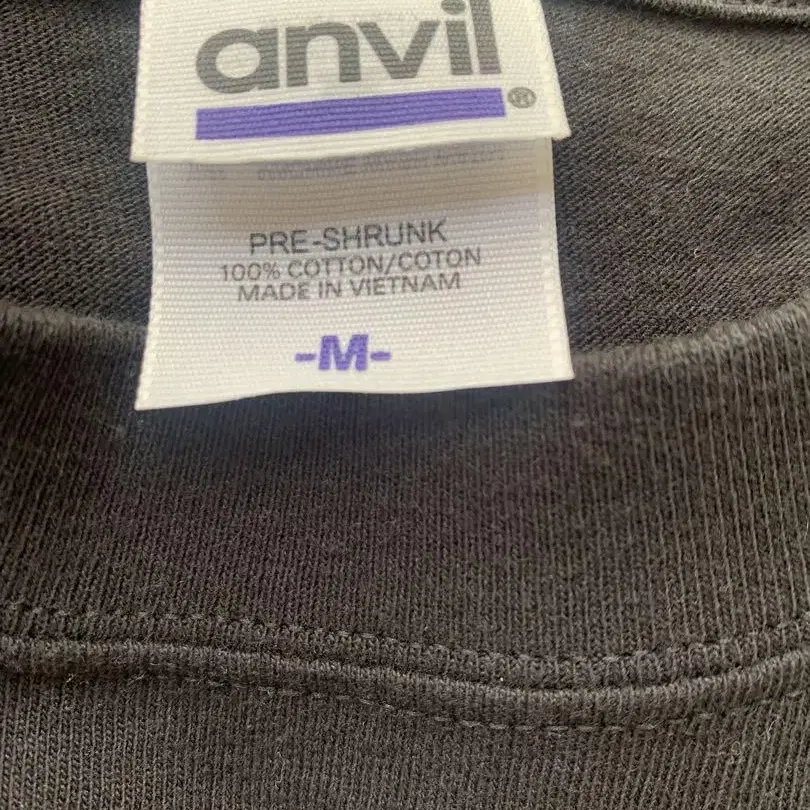 anvil®
PRE-SHRUNK
100% COTTON/COTON
MADE IN VIETNAM
-M-